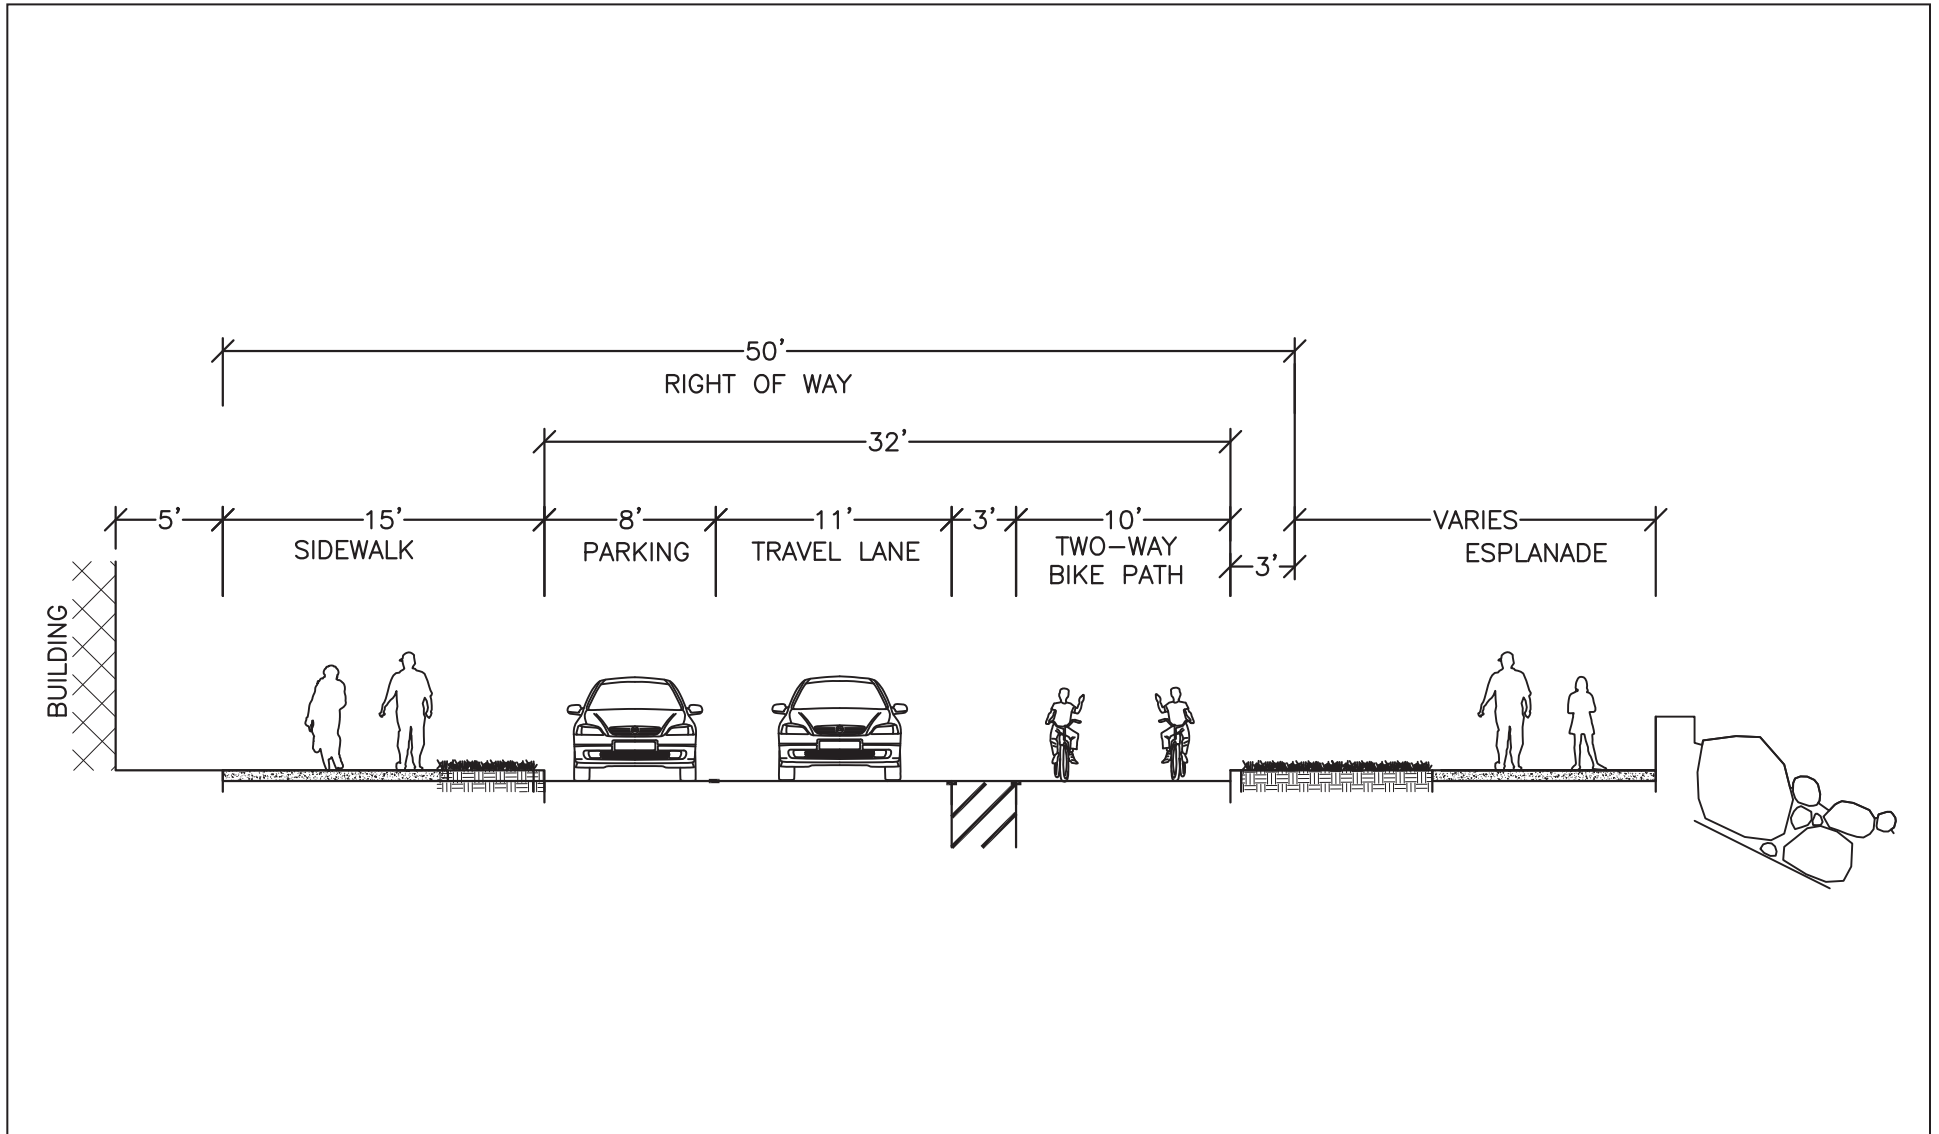 50'
RIGHT OF WAY
32'
5'
15'
8'
11'
3'
10'
VARIES
SIDEWALK
PARKING
TRAVEL LANE
TWO-WAY
BIKE PATH
3'
ESPLANADE
BUILDING